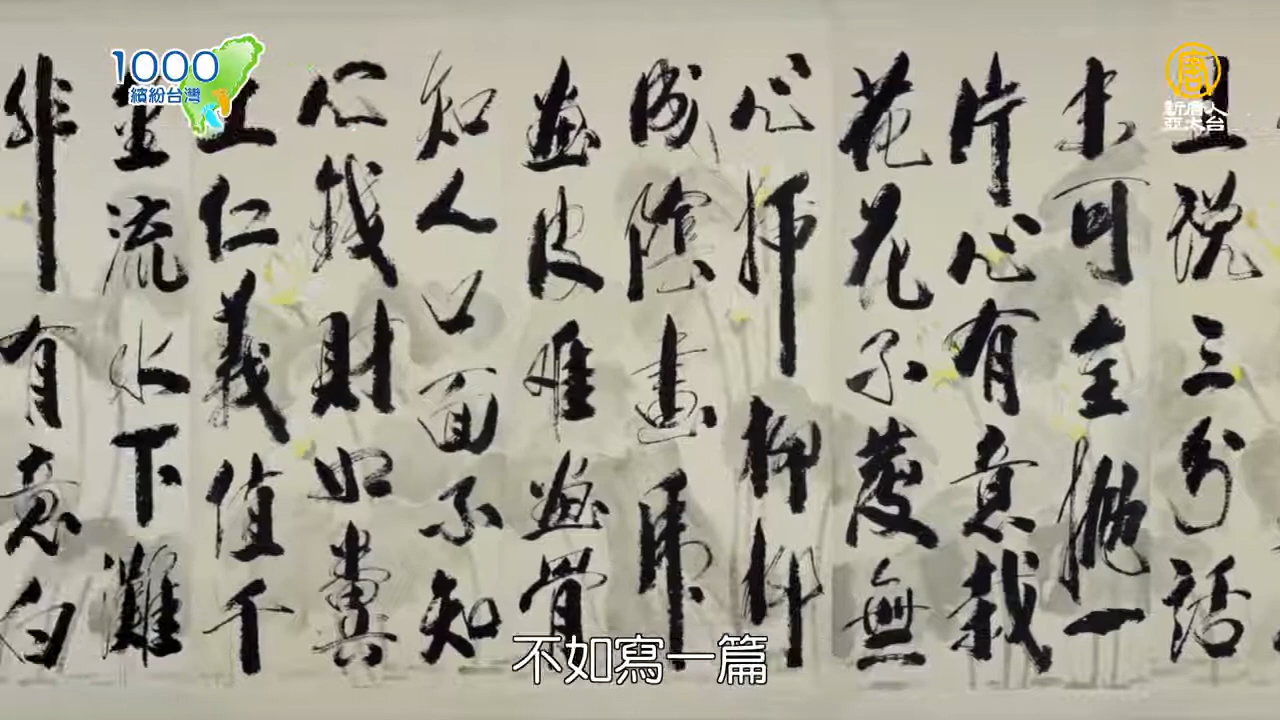 1000
繽紛台灣
新唐人
亞太台
且說三分話
未可全拋一
片心有意栽
花花不發無
心插柳柳
成陰畫虎
畫皮難畫骨
知人面不知
心錢財如糞
土仁義值千
金流水下灘
非有意白
不如寫一篇